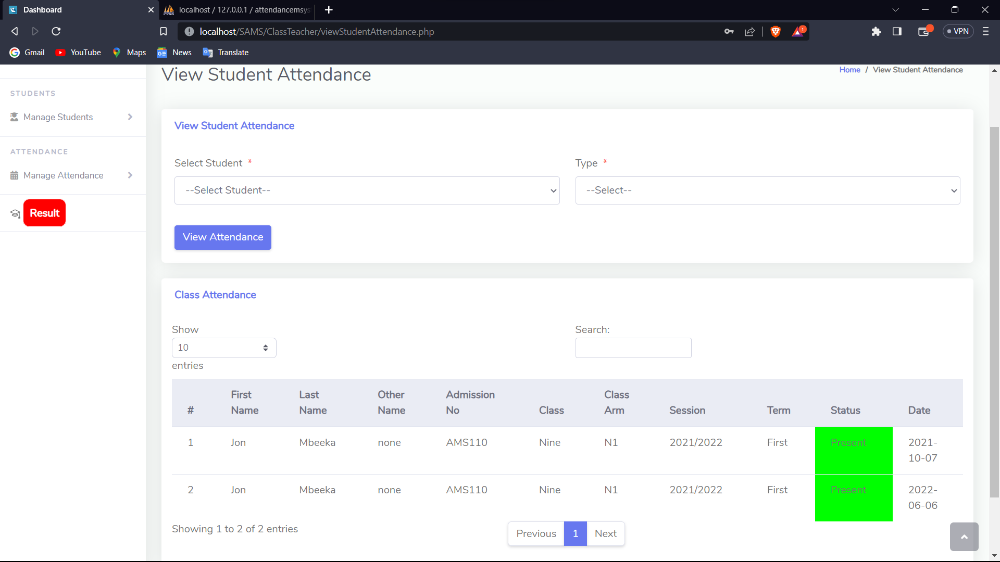 Dashboard
localhost / 127.0.0.1 / attendancemsys
localhost/SAMS/ClassTeacher/viewStudentAttendance.php
1
VPN
Gmail
YouTube
Maps
News
Translate
View Student Attendance
Home / View Student Attendance
STUDENTS
Manage Students
ATTENDANCE
Manage Attendance
Result
View Student Attendance
Select Student *
Type *
--Select Student--
--Select--
View Attendance
Class Attendance
Show
10
entries
Search:
# First Name Last Name Other Name Admission No Class Class Arm Session Term Status Date
1 Jon Mbeeka none AMS110 Nine N1 2021/2022 First Present 2021-10-07
2 Jon Mbeeka none AMS110 Nine N1 2021/2022 First Present 2022-06-06
Showing 1 to 2 of 2 entries
Previous 1 Next